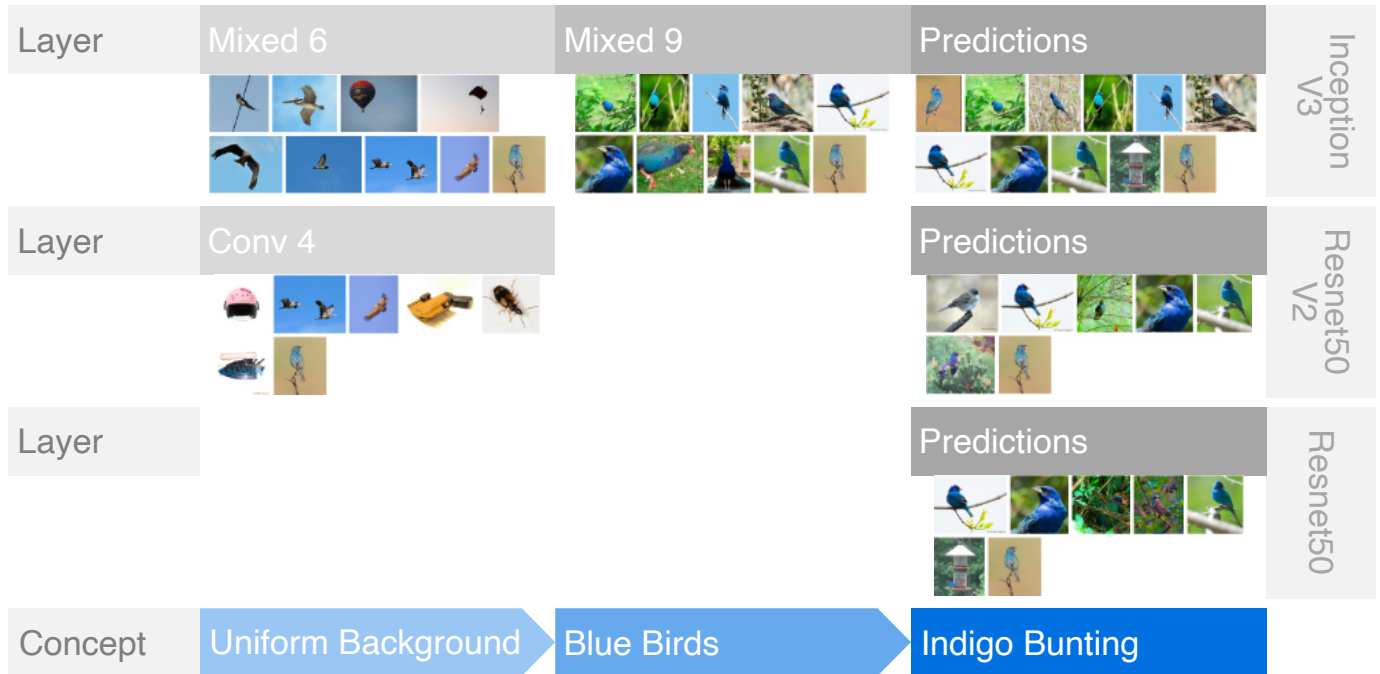 Layer
Mixed 6
Mixed 9
Predictions
Inception
V3
Layer
Conv 4
Predictions
Resnet50
V2
Layer
Predictions
Resnet50
Concept
Uniform Background
Blue Birds
Indigo Bunting